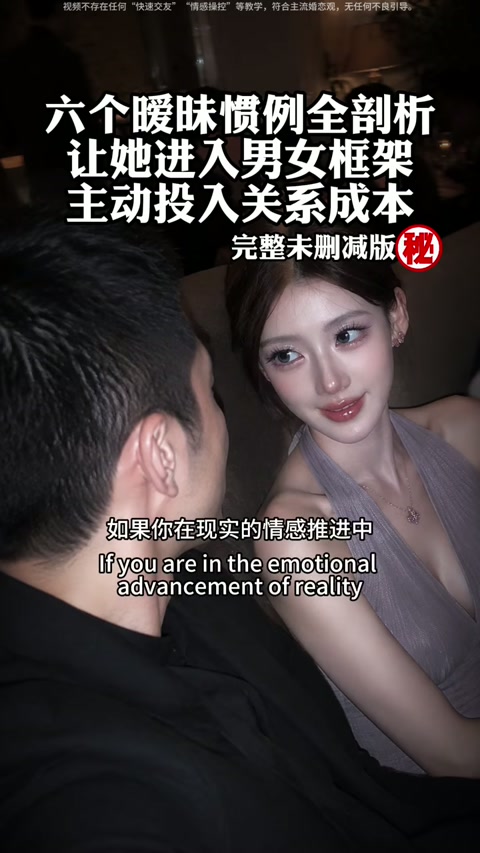 视频不存在任何“快速交友”“情感操控”等教学，符合主流婚恋观，无任何不良引导。
六个暧昧惯例全剖析
让她进入男女框架
主动投入关系成本
完整未删减版 秘
如果你在现实的情感推进中
If you are in the emotional
advancement of reality